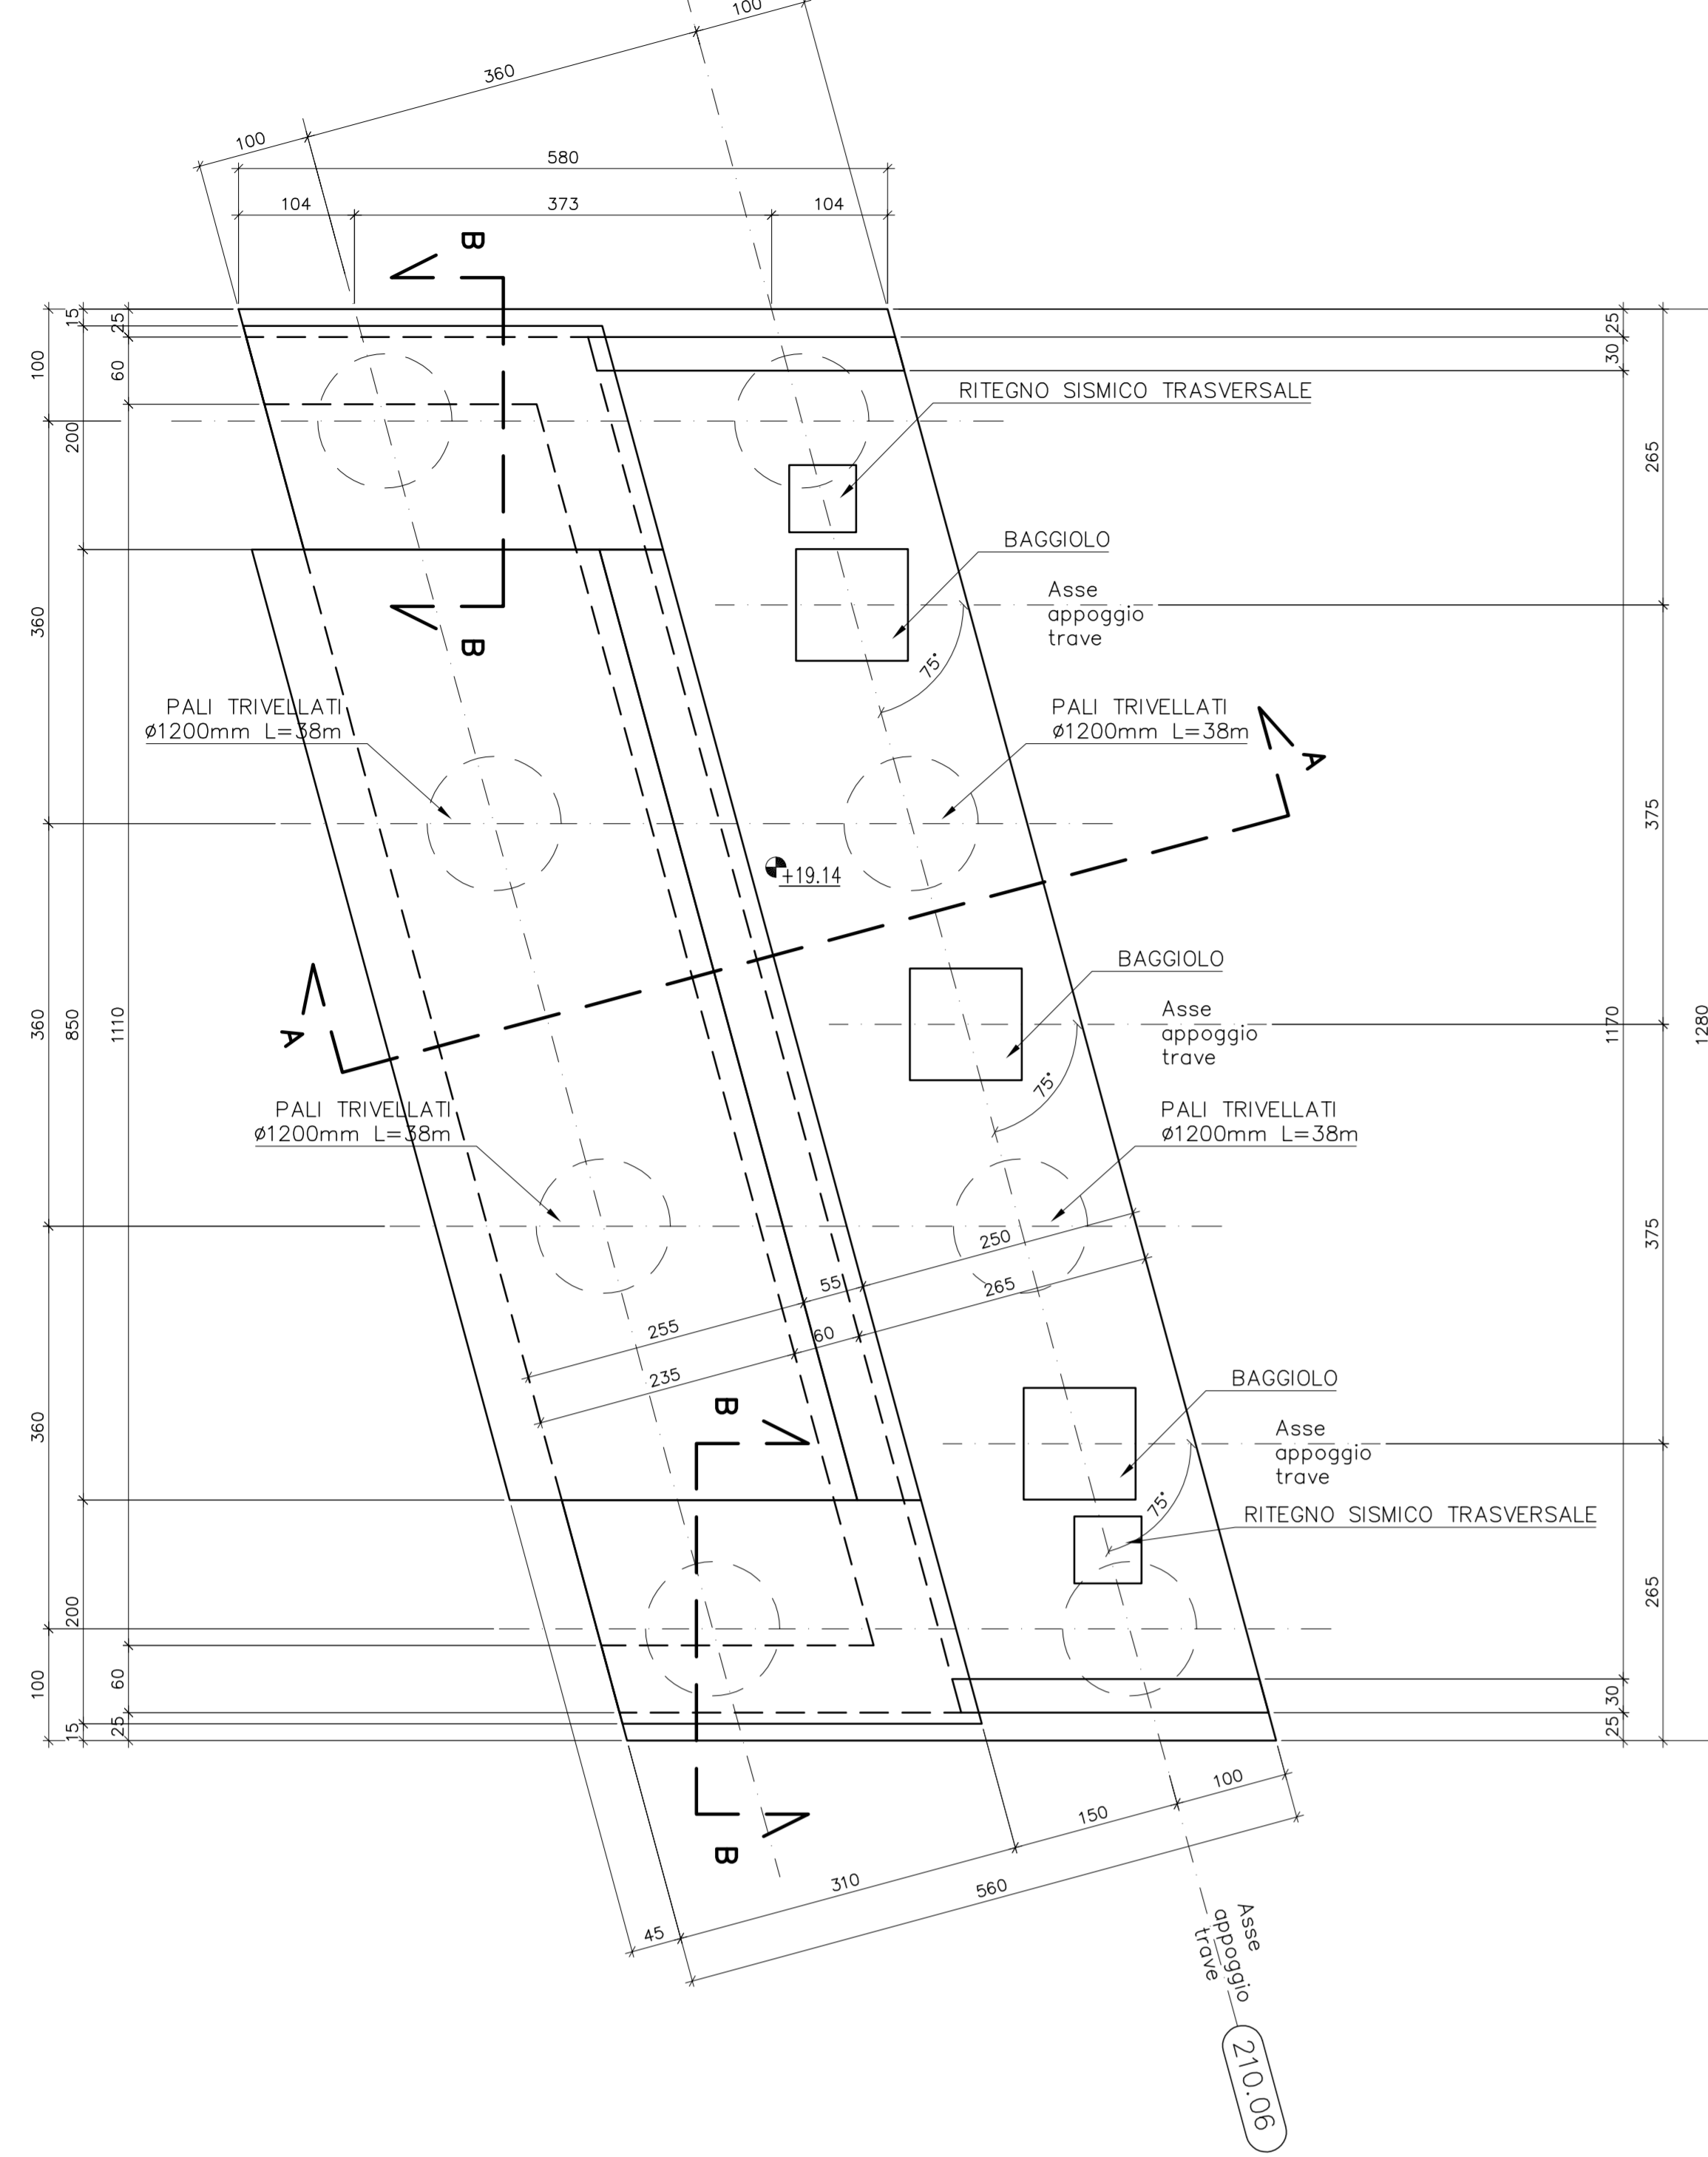 100
360
100
580
104
373
104
B
15
25
25
100
60
30
RITEGNO SISMICO TRASVERSALE
200
265
BAGGIOLO
Asse
appoggio
trave
360
B
75°
PALI TRIVELLATI
ø1200mm L=38m
PALI TRIVELLATI
ø1200mm L=38m
A
375
+19.14
BAGGIOLO
360
850
1110
A
Asse
appoggio
trave
1170
1280
75°
PALI TRIVELLATI
ø1200mm L=38m
PALI TRIVELLATI
ø1200mm L=38m
250
375
55
265
255
60
235
BAGGIOLO
B
360
Asse
appoggio
trave
75°
RITEGNO SISMICO TRASVERSALE
200
265
100
60
30
15
25
25
100
150
B
310
560
45
Asse
appoggio
trave
210.06